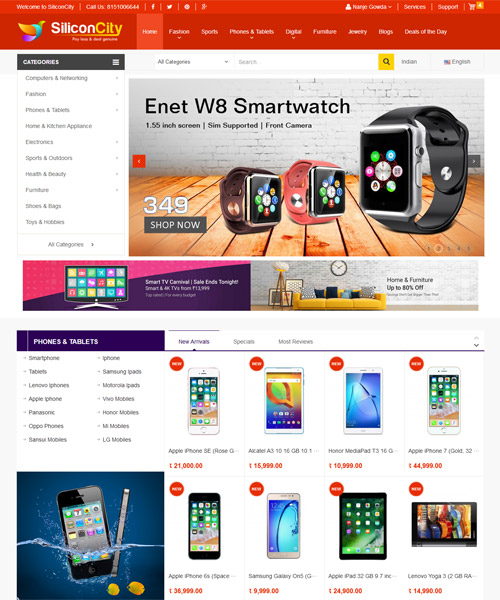 Welcome to SiliconCity
Call Us: 8151006644
Nanje Gowda
Services
Support
SiliconCity
Pay less & deal genuine
Home
Fashion
Sports
Phones & Tablets
Digital
Furniture
Jewelry
Blogs
Deals of the Day
CATEGORIES
All Categories
Search...
Indian
English
Computers & Networking
Fashion
Phones & Tablets
Home & Kitchen Appliance
Electronics
Sports & Outdoors
Health & Beauty
Furniture
Shoes & Bags
Toys & Hobbies
All Categories
Enet W8 Smartwatch
1.55 inch screen | Sim Supported | Front Camera
349
SHOP NOW
Smart TV Carnival | Sale Ends Tonight!
Smart & 4K TVs from ₹13,999
Top rated | For every budget
Home & Furniture
Up to 80% Off
PHONES & TABLETS
Smartphone
Iphone
Tablets
Samsung Ipads
Lenovo Iphones
Motorola Ipads
Apple Iphone
Vivo Mobiles
Panasonic
Honor Mobiles
Oppo Phones
Mi Mobiles
Sansui Mobiles
LG Mobiles
New Arrivals
Specials
Most Reviews
NEW
NEW
NEW
NEW
Apple iPhone SE (Rose G...
Alcatel A3 10 16 GB 10.1 ...
Honor MediaPad T3 16 G...
Apple iPhone 7 (Gold, 32 ...
₹ 21,000.00
₹ 15,999.00
₹ 10,999.00
₹ 44,999.00
NEW
NEW
NEW
NEW
Apple iPhone 6s (Space ...
Samsung Galaxy On5 (G...
Apple iPad 32 GB 9.7 inc...
Lenovo Yoga 3 (2 GB RA...
₹ 36,999.00
₹ 8,990.00
₹ 24,900.00
₹ 14,999.00